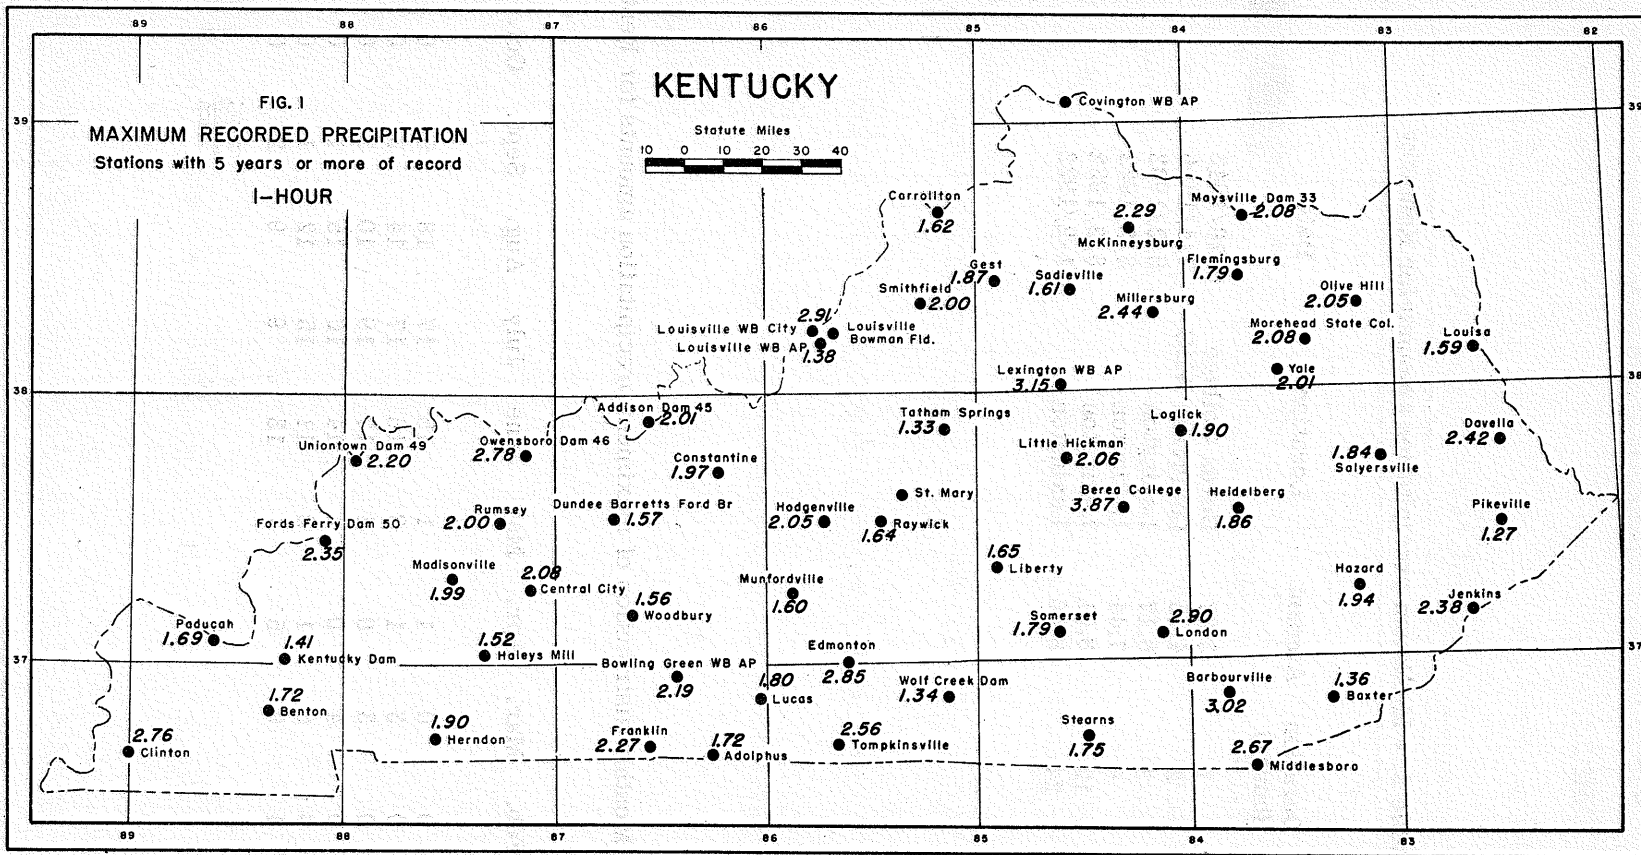 89 88 87 86 85 84 83 82
KENTUCKY
FIG. 1
MAXIMUM RECORDED PRECIPITATION
Stations with 5 years or more of record
1-HOUR
Statute Miles
10 0 10 20 30 40
39
39
Covington WB AP
Carrollton
1.62
2.29
McKinneysburg
Maysville Dam 33
2.08
Gest
1.87
Sadieville
1.61
Flemingsburg
1.79
Smithfield
2.00
Millersburg
2.44
Olive Hill
2.05
Morehead State Col.
2.08
Louisa
1.59
2.91
Louisville WB City
Louisville
Bowman Fld.
Louisville WB AP
1.38
Lexington WB AP
3.15
Yale
2.01
38
38
Addison Dam 45
2.01
Tatham Springs
1.33
Loglick
1.90
Davella
2.42
Uniontown Dam 49
2.20
Owensboro Dam 46
2.78
Constantine
1.97
Little Hickman
2.06
1.84
Salyersville
St. Mary
Berea College
3.87
Heidelberg
1.86
Pikeville
1.27
Fords Ferry Dam 50
2.35
Rumsey
2.00
Dundee Barretts Ford Br
1.57
Hodgenville
2.05
Raywick
1.64
Madisonville
1.99
2.08
Central City
1.56
Woodbury
Munfordville
1.60
1.65
Liberty
Hazard
1.94
Jenkins
2.38
Paducah
1.69
1.41
Kentucky Dam
1.52
Haleys Mill
Somerset
1.79
2.90
London
37
37
Bowling Green WB AP
2.19
Edmonton
2.85
1.80
Lucas
Wolf Creek Dam
1.34
Barbourville
3.02
1.36
Baxter
1.72
Benton
2.76
Clinton
1.90
Herndon
Franklin
2.27
1.72
Adolphus
2.56
Tompkinsville
Stearns
1.75
2.67
Middlesboro
89 88 87 86 85 84 83